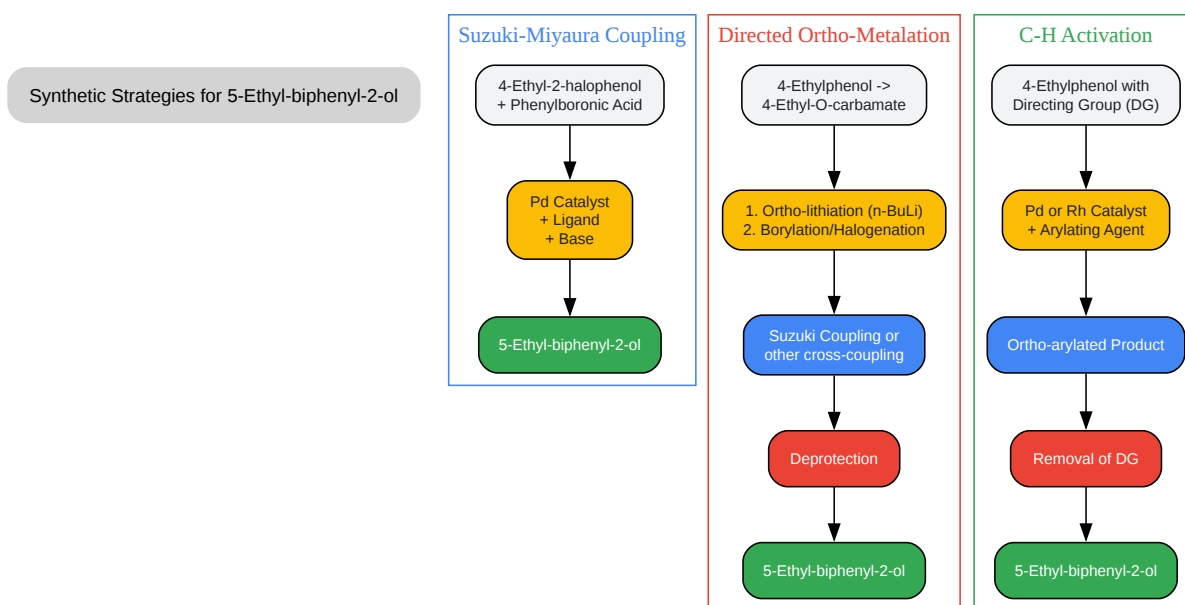 Synthetic Strategies for 5-Ethyl-biphenyl-2-ol
Suzuki-Miyaura Coupling
4-Ethyl-2-halophenol
+ Phenylboronic Acid
Pd Catalyst
+ Ligand
+ Base
5-Ethyl-biphenyl-2-ol
Directed Ortho-Metalation
4-Ethylphenol ->
4-Ethyl-O-carbamate
1. Ortho-lithiation (n-BuLi)
2. Borylation/Halogenation
Suzuki Coupling or
other cross-coupling
Deprotection
5-Ethyl-biphenyl-2-ol
C-H Activation
4-Ethylphenol with
Directing Group (DG)
Pd or Rh Catalyst
+ Arylating Agent
Ortho-arylated Product
Removal of DG
5-Ethyl-biphenyl-2-ol